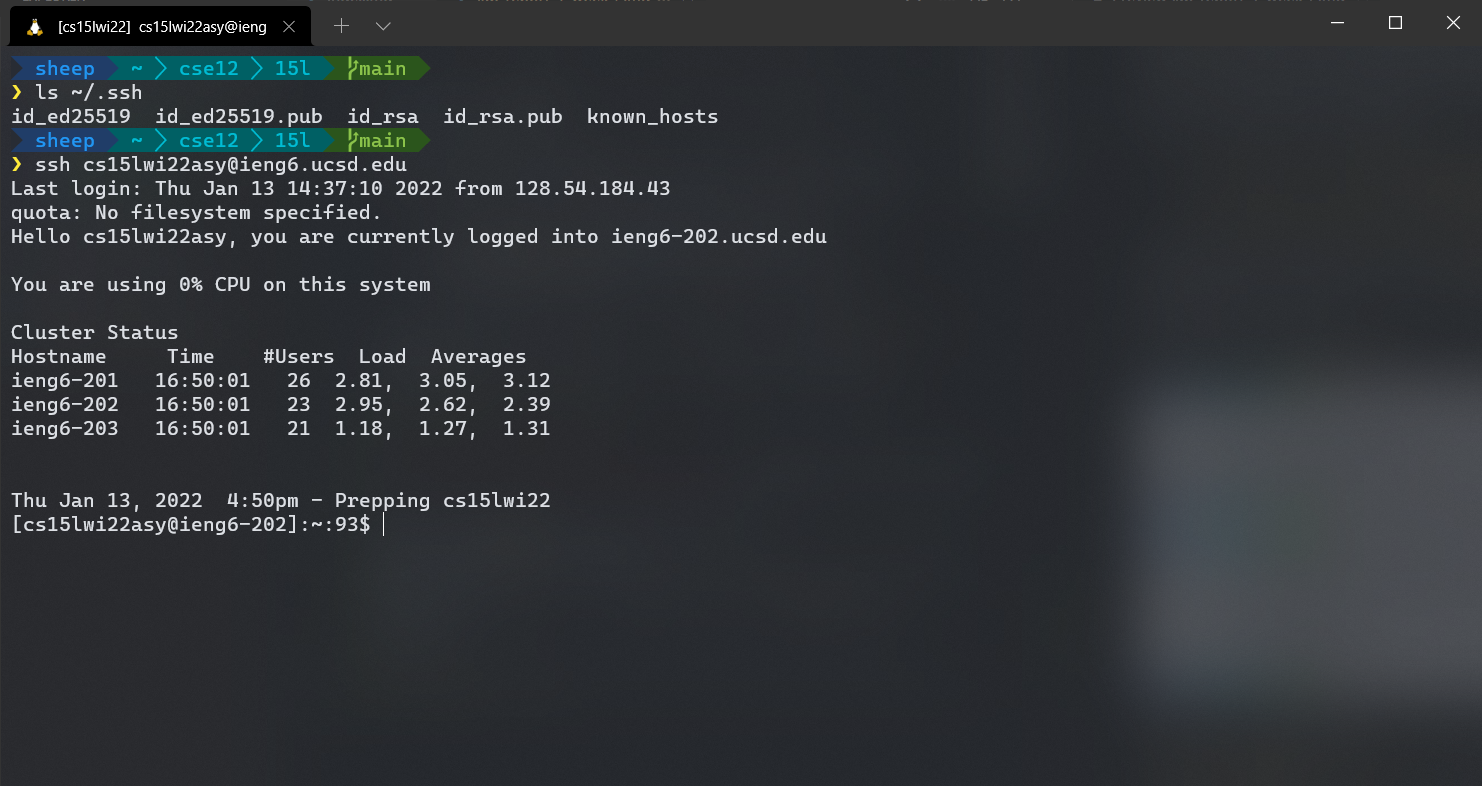 [cs15lwi22] cs15lwi22asy@ieng
sheep ~ cse12 15l main
❯ ls ~/.ssh
id_ed25519  id_ed25519.pub  id_rsa  id_rsa.pub  known_hosts
sheep ~ cse12 15l main
❯ ssh cs15lwi22asy@ieng6.ucsd.edu
Last login: Thu Jan 13 14:37:10 2022 from 128.54.184.43
quota: No filesystem specified.
Hello cs15lwi22asy, you are currently logged into ieng6-202.ucsd.edu
You are using 0% CPU on this system
Cluster Status
Hostname     Time    #Users  Load  Averages
ieng6-201   16:50:01   26  2.81,  3.05,  3.12
ieng6-202   16:50:01   23  2.95,  2.62,  2.39
ieng6-203   16:50:01   21  1.18,  1.27,  1.31
Thu Jan 13, 2022  4:50pm - Prepping cs15lwi22
[cs15lwi22asy@ieng6-202]:~:93$